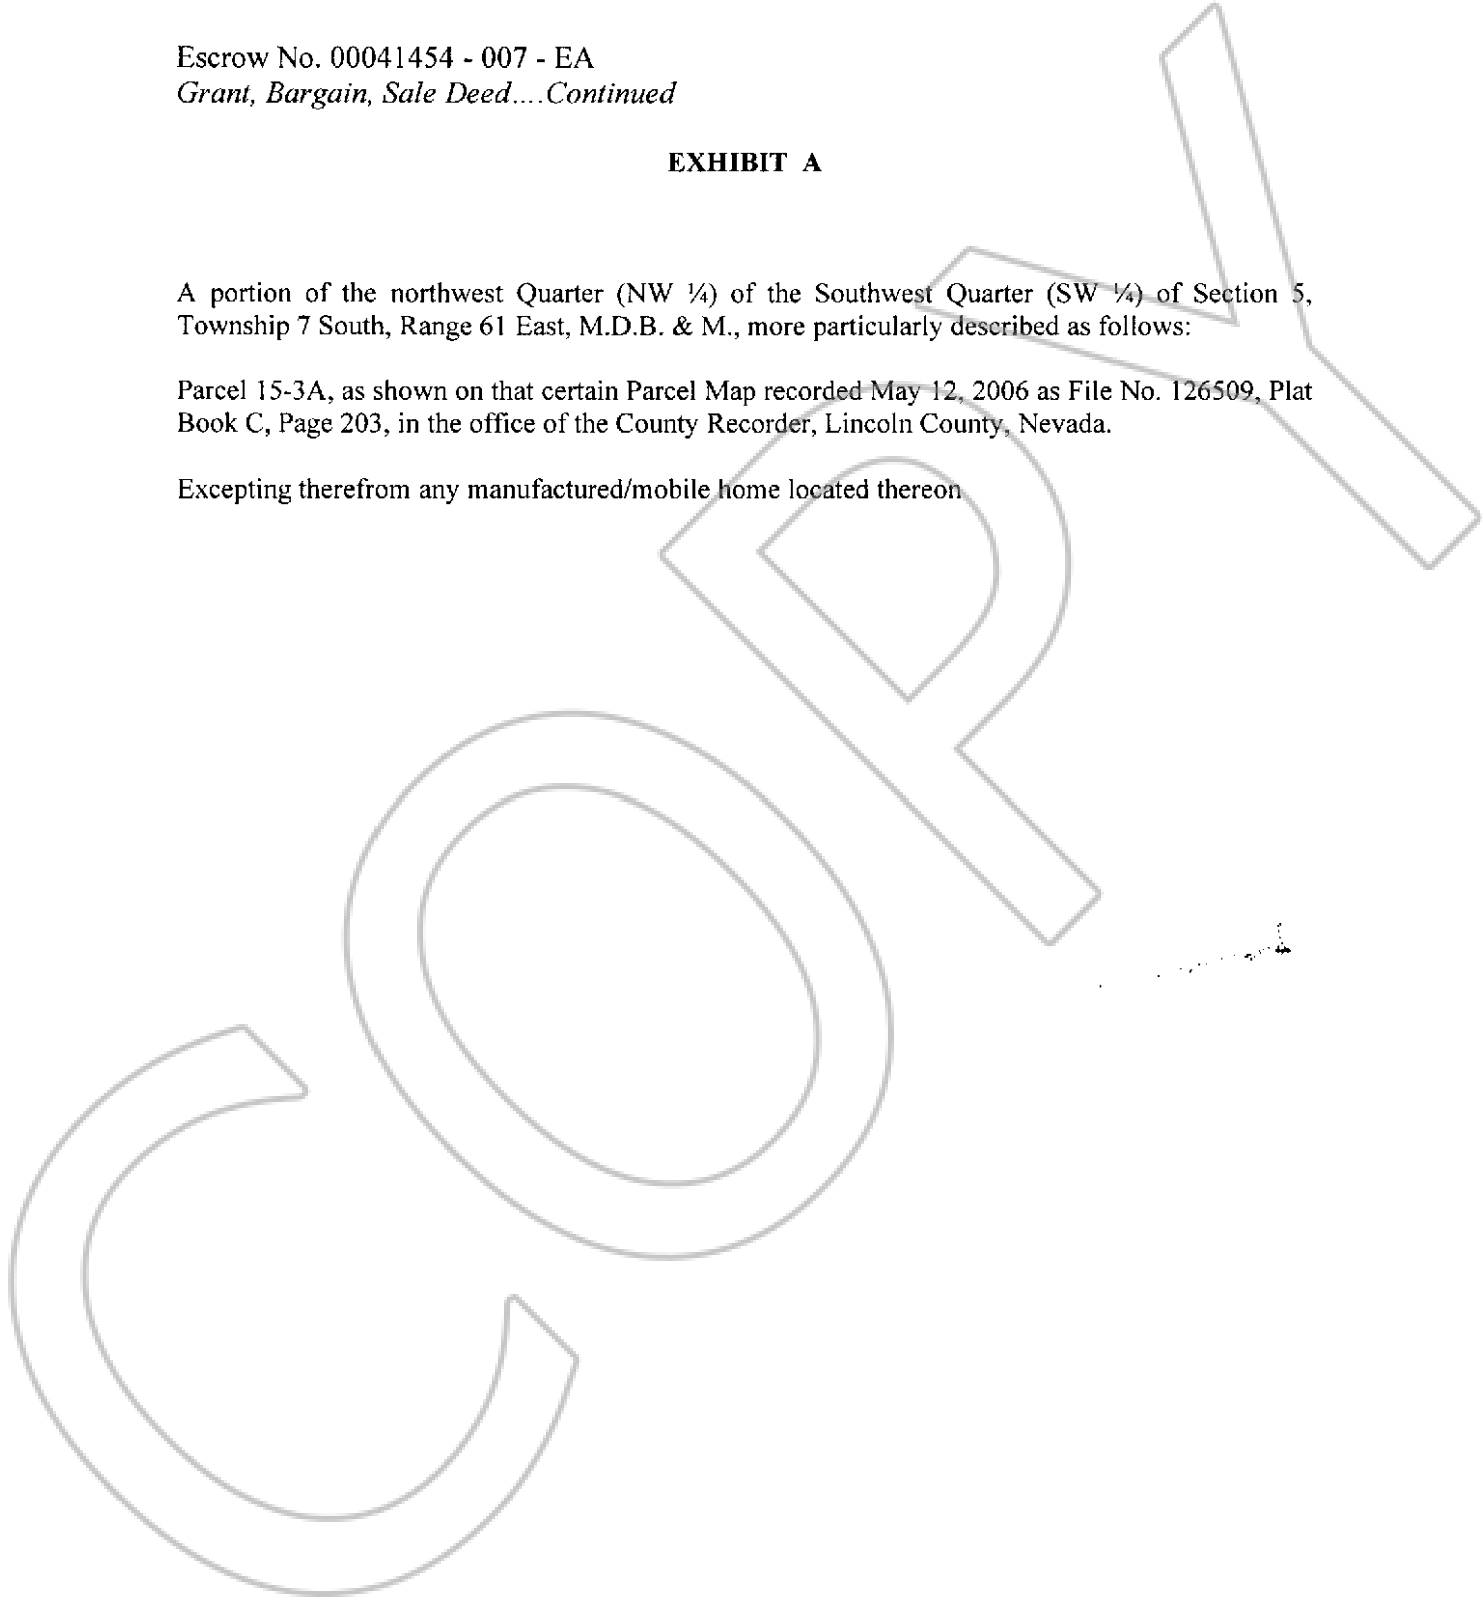 Escrow No. 00041454 - 007 - EA
Grant, Bargain, Sale Deed....Continued
EXHIBIT A
A portion of the northwest Quarter (NW ¼) of the Southwest Quarter (SW ¼) of Section 5,
Township 7 South, Range 61 East, M.D.B. & M., more particularly described as follows:
Parcel 15-3A, as shown on that certain Parcel Map recorded May 12, 2006 as File No. 126509, Plat
Book C, Page 203, in the office of the County Recorder, Lincoln County, Nevada.
Excepting therefrom any manufactured/mobile home located thereon
COPY